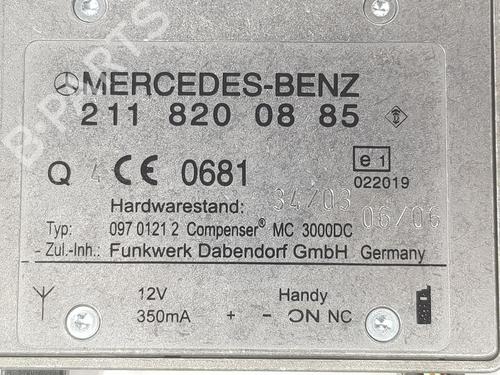 B-PARTS
MERCEDES-BENZ
211 820 08 85
Q 4 CE 0681 e1
022019
Hardwarestand: 34/03 06/06
Typ: 097 0121 2 Compenser® MC 3000DC
Zul.-Inh.: Funkwerk Dabendorf GmbH Germany
12V Handy
350mA + - ON NC